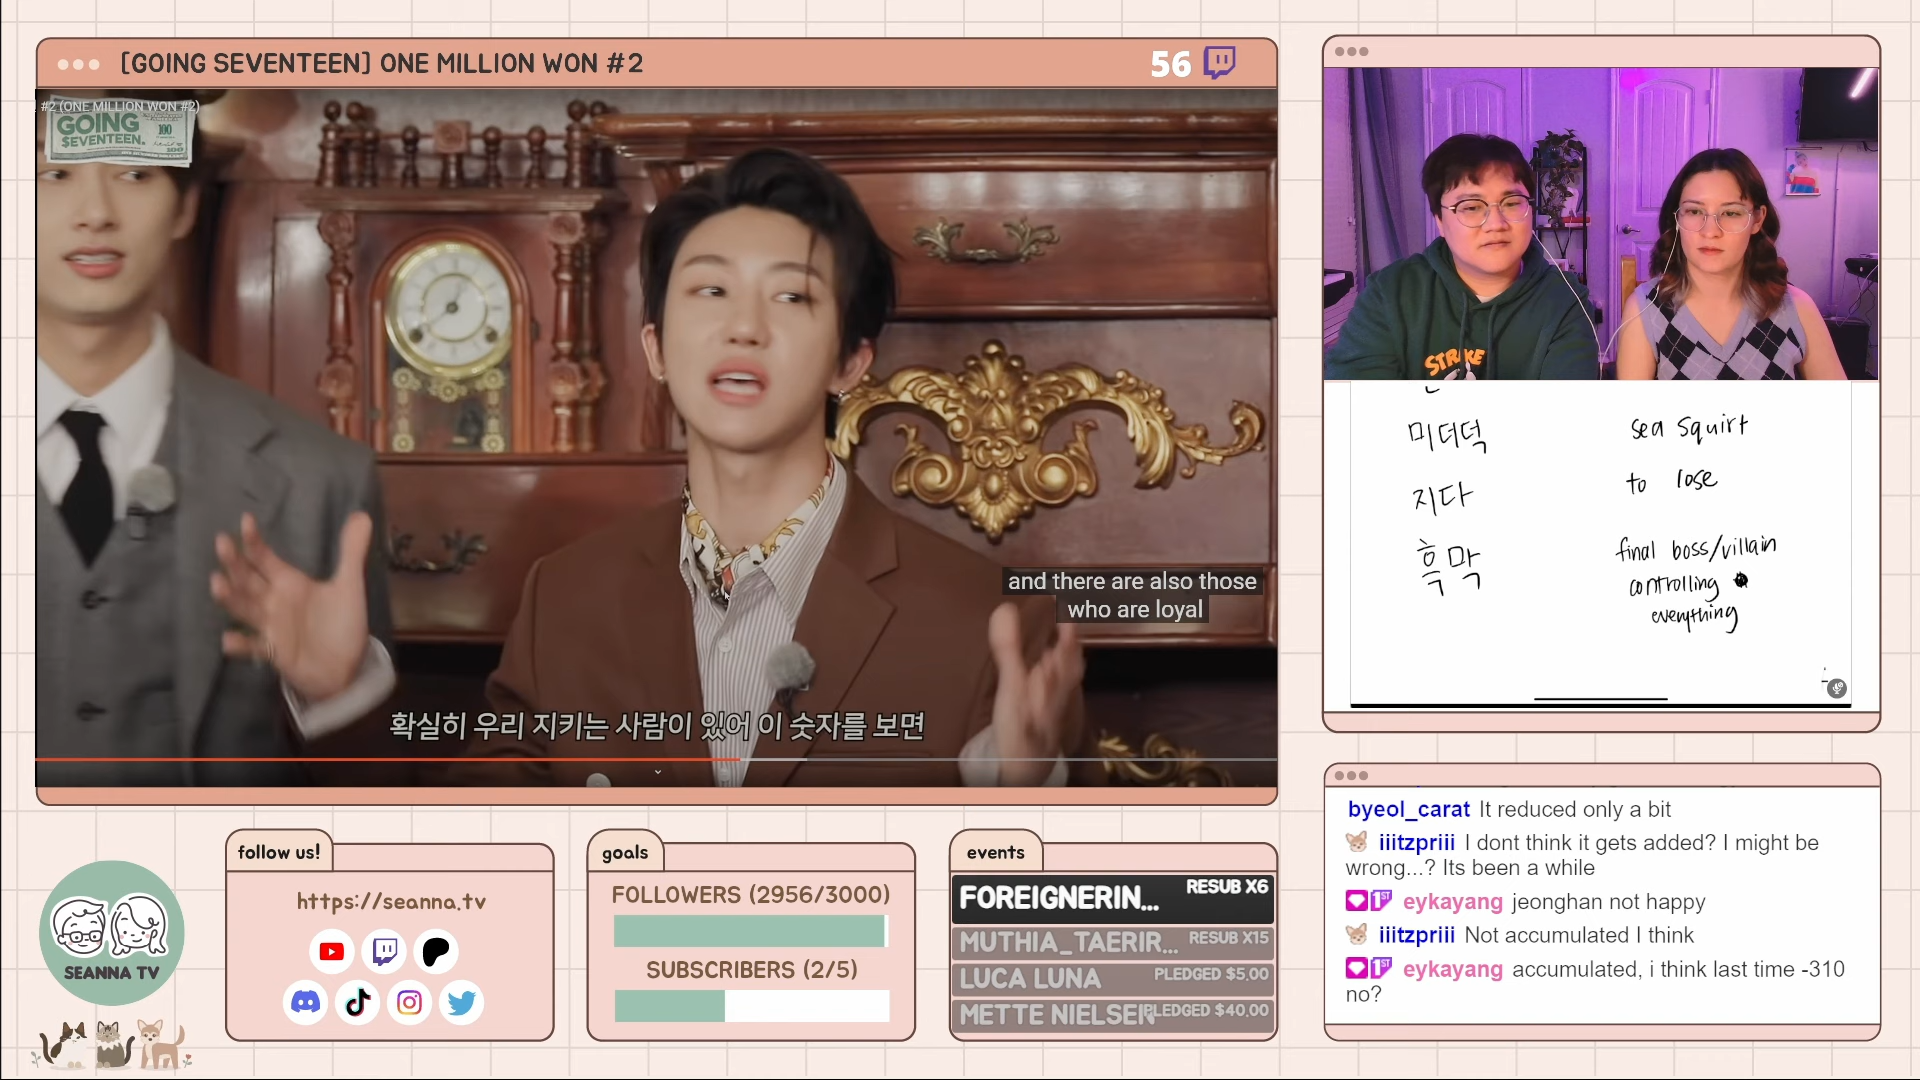 [GOING SEVENTEEN] ONE MILLION WON #2
56
#2 (ONE MILLION WON #2)
GOING
$EVENTEEN.
100
and there are also those
who are loyal
확실히 우리 지키는 사람이 있어 이 숫자를 보면
STRIKE
미더덕
sea squirt
지다
to lose
흑막
final boss/villain
controlling
everything
byeol_carat It reduced only a bit
iiitzpriii I dont think it gets added? I might be
wrong...? Its been a while
1ST eykayang jeonghan not happy
iiitzpriii Not accumulated I think
1ST eykayang accumulated, i think last time -310
no?
follow us!
https://seanna.tv
SEANNA TV
goals
FOLLOWERS (2956/3000)
SUBSCRIBERS (2/5)
events
FOREIGNERIN...
RESUB X6
MUTHIA_TAERIR...
RESUB X15
LUCA LUNA
PLEDGED $5.00
METTE NIELSEN
PLEDGED $40.00